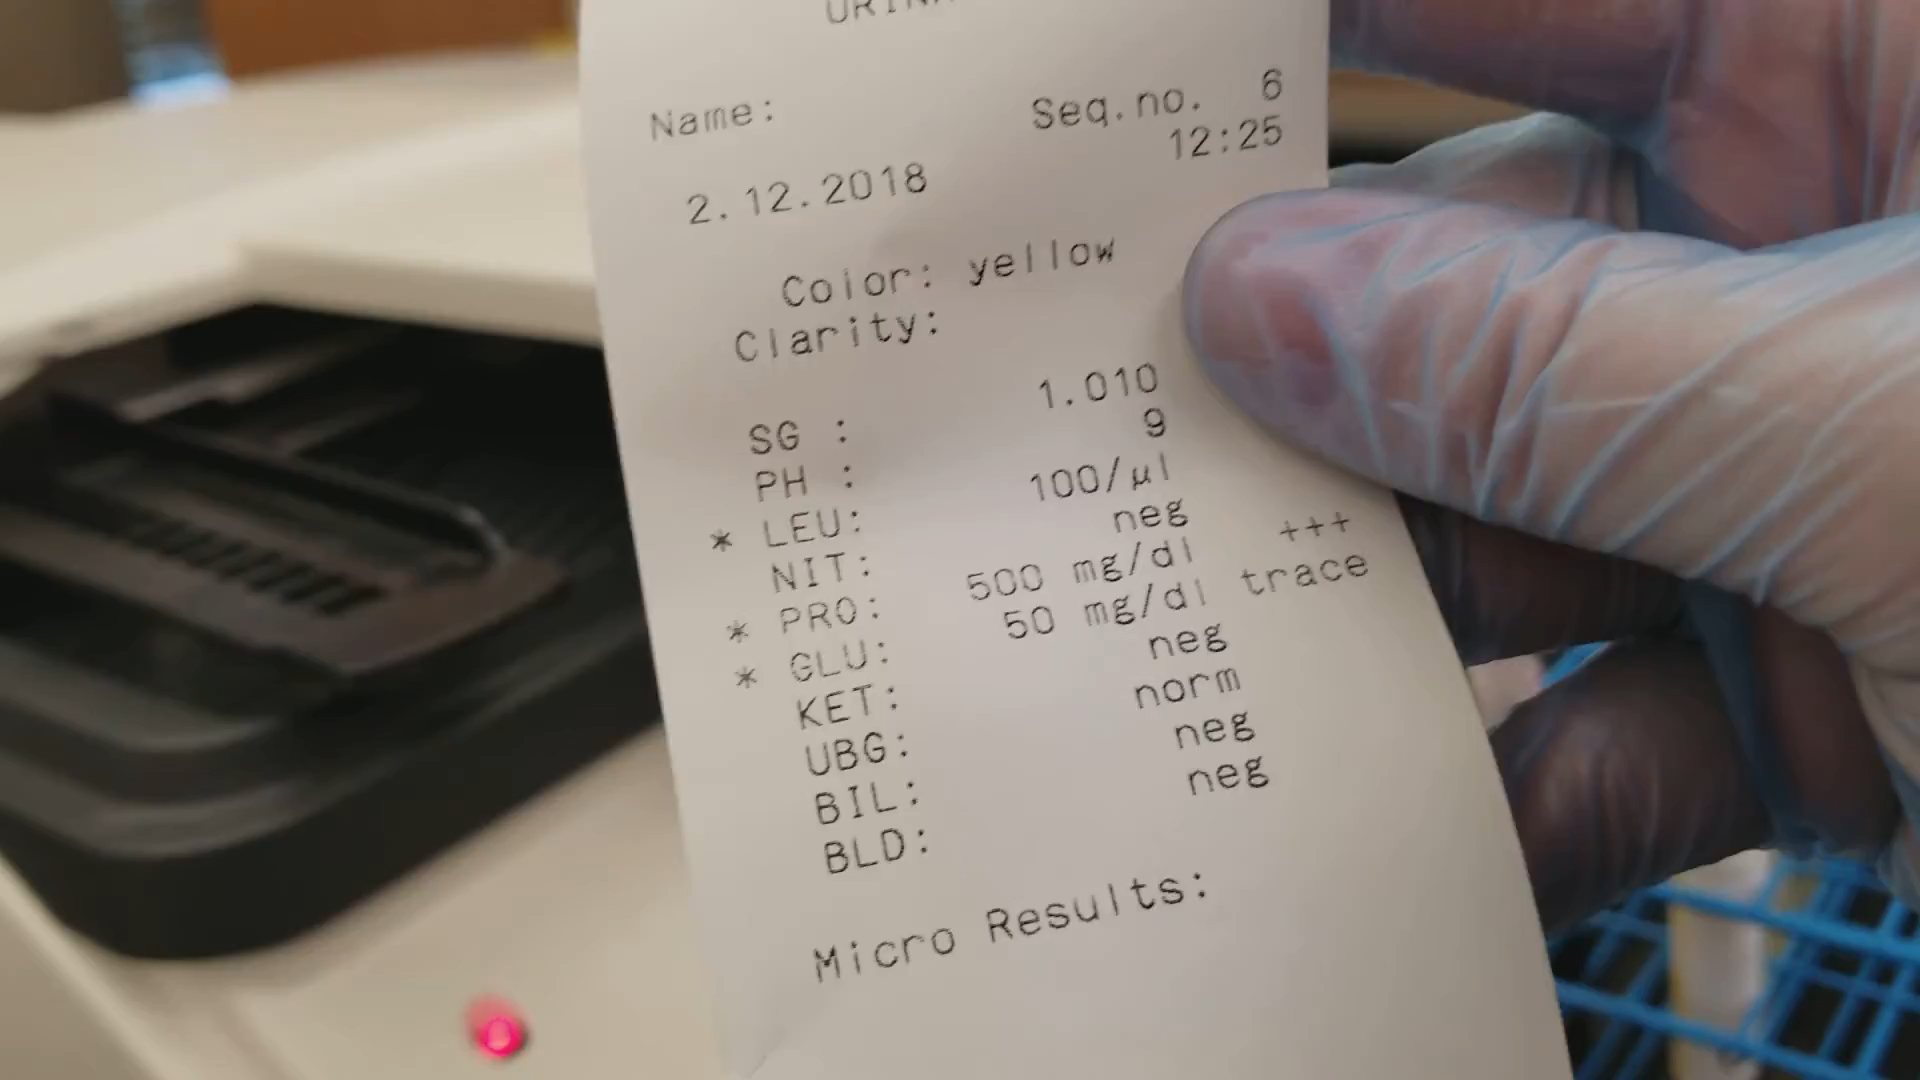 Name: Seq.no. 6
2.12.2018 12:25
Color: yellow
Clarity:
SG : 1.010
PH : 9
* LEU: 100/µl
NIT: neg
* PRO: 500 mg/dl +++
* GLU: 50 mg/dl trace
KET: neg
UBG: norm
BIL: neg
BLD: neg
Micro Results: